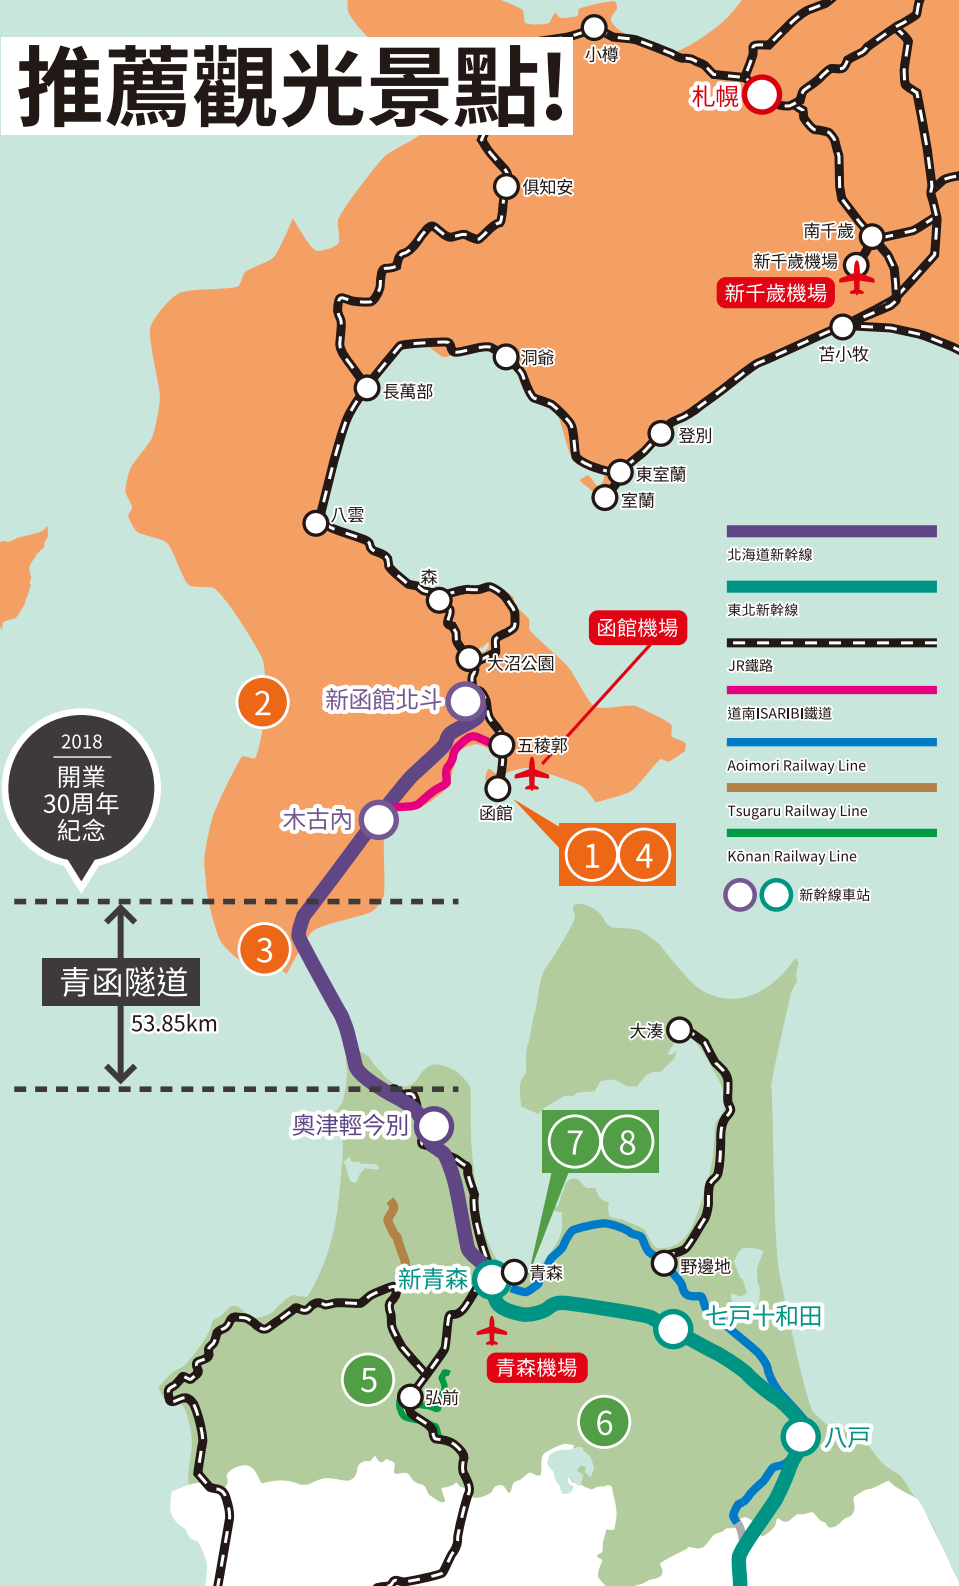 推薦觀光景點!
小樽
札幌
俱知安
南千歲
新千歲機場
新千歲機場
苫小牧
洞爺
長萬部
登別
東室蘭
室蘭
八雲
森
大沼公園
函館機場
新函館北斗
五稜郭
函館
木古內
2
1
4
3
2018
開業
30周年
紀念
青函隧道
53.85km
北海道新幹線
東北新幹線
JR鐵路
道南ISARIBI鐵道
Aoimori Railway Line
Tsugaru Railway Line
Kōnan Railway Line
新幹線車站
大湊
奧津輕今別
7
8
新青森
青森
野邊地
七戸十和田
青森機場
5
弘前
6
八戸